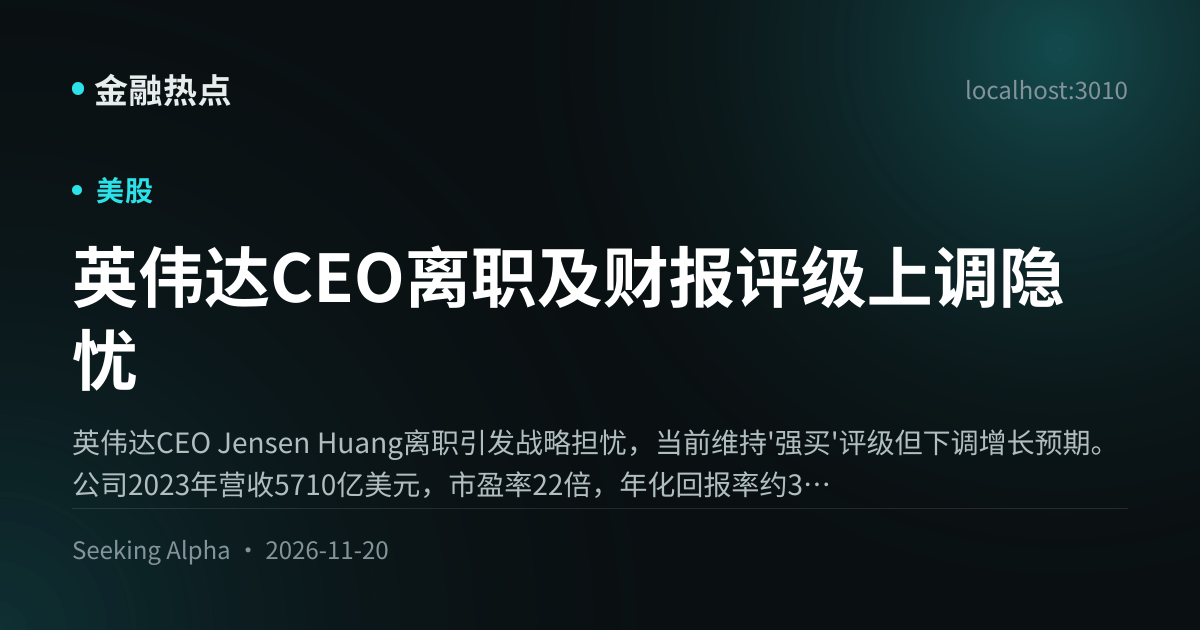 金融热点
localhost:3010
美股
英伟达CEO离职及财报评级上调隐
忧
英伟达CEO Jensen Huang离职引发战略担忧，当前维持'强买'评级但下调增长预期。
公司2023年营收5710亿美元，市盈率22倍，年化回报率约3…
Seeking Alpha · 2026-11-20